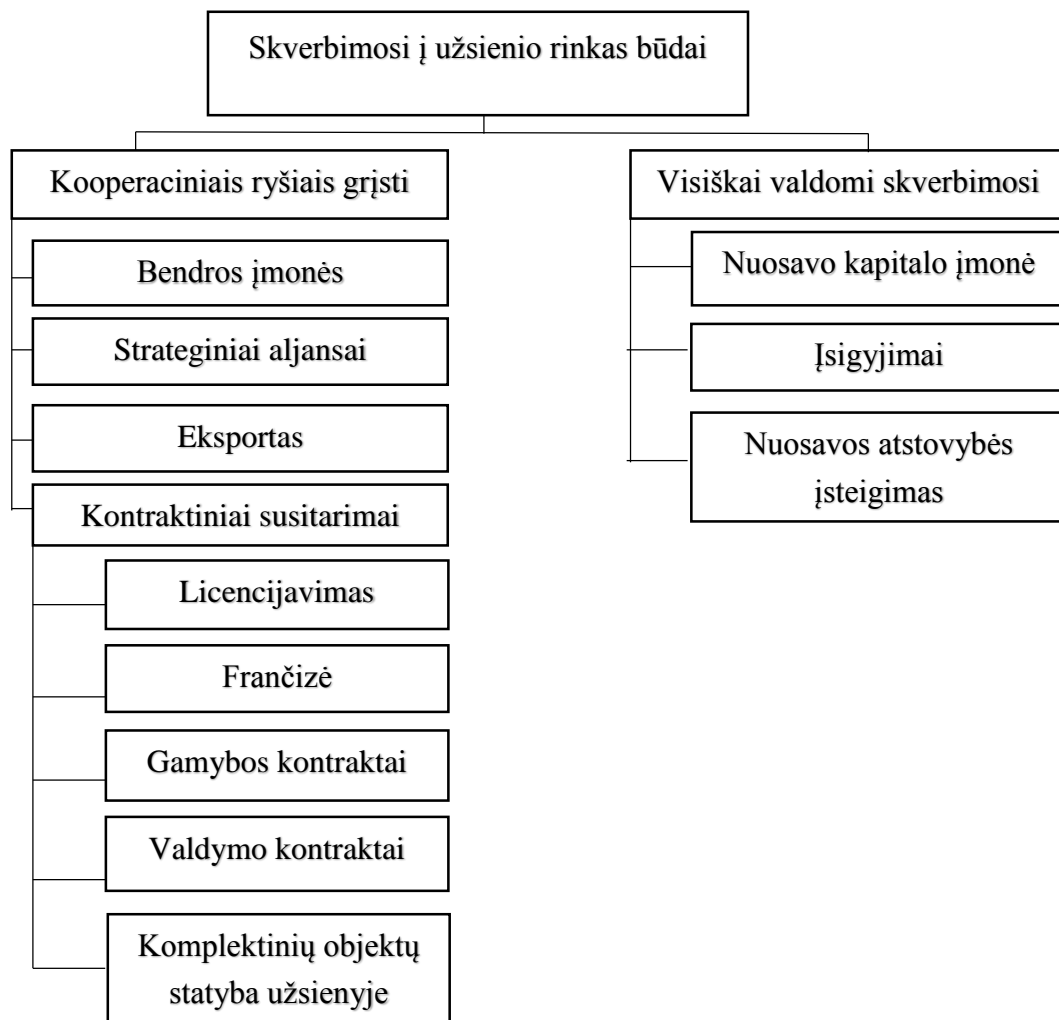 Skverbimosi į užsienio rinkas būdai
Kooperaciniais ryšiais grįsti
Bendros įmonės
Strateginiai aljansai
Eksportas
Kontraktiniai susitarimai
Licencijavimas
Frančizė
Gamybos kontraktai
Valdymo kontraktai
Komplektinių objektų
statyba užsienyje
Visiškai valdomi skverbimosi
Nuosavo kapitalo įmonė
Įsigyjimai
Nuosavos atstovybės
įsteigimas